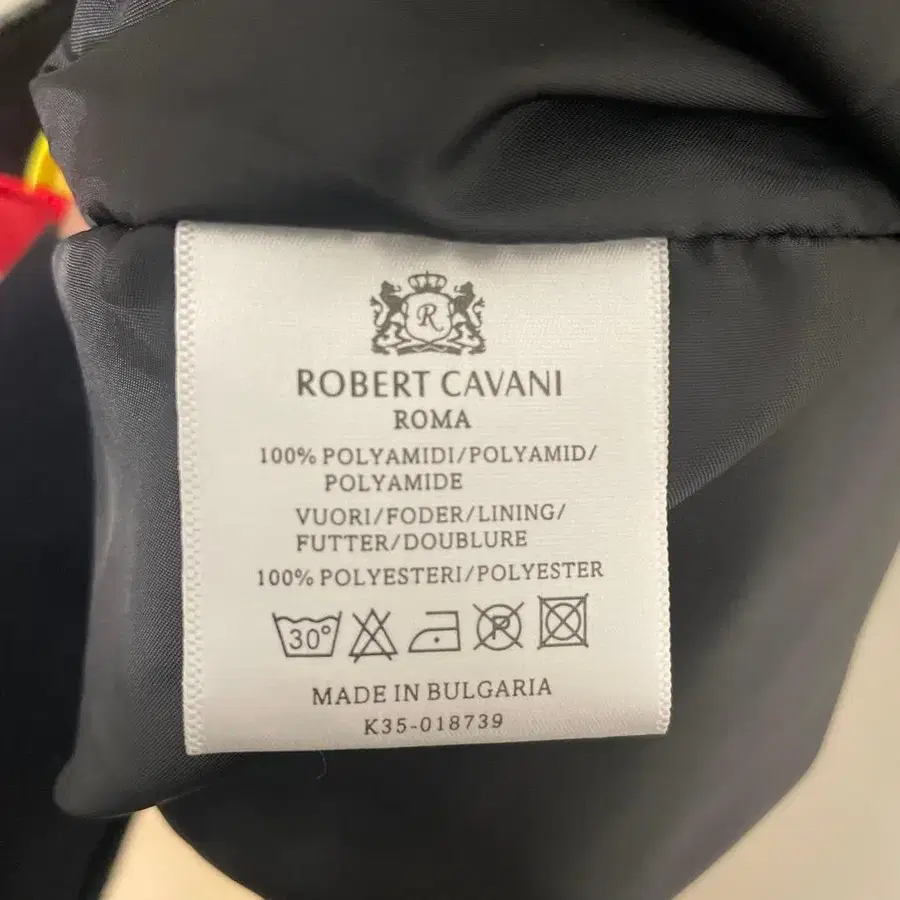 R
ROBERT CAVANI
ROMA
100% POLYAMIDI/POLYAMID/
POLYAMIDE
VUORI/FODER/LINING/
FUTTER/DOUBLURE
100% POLYESTERI/POLYESTER
30° P
MADE IN BULGARIA
K35-018739